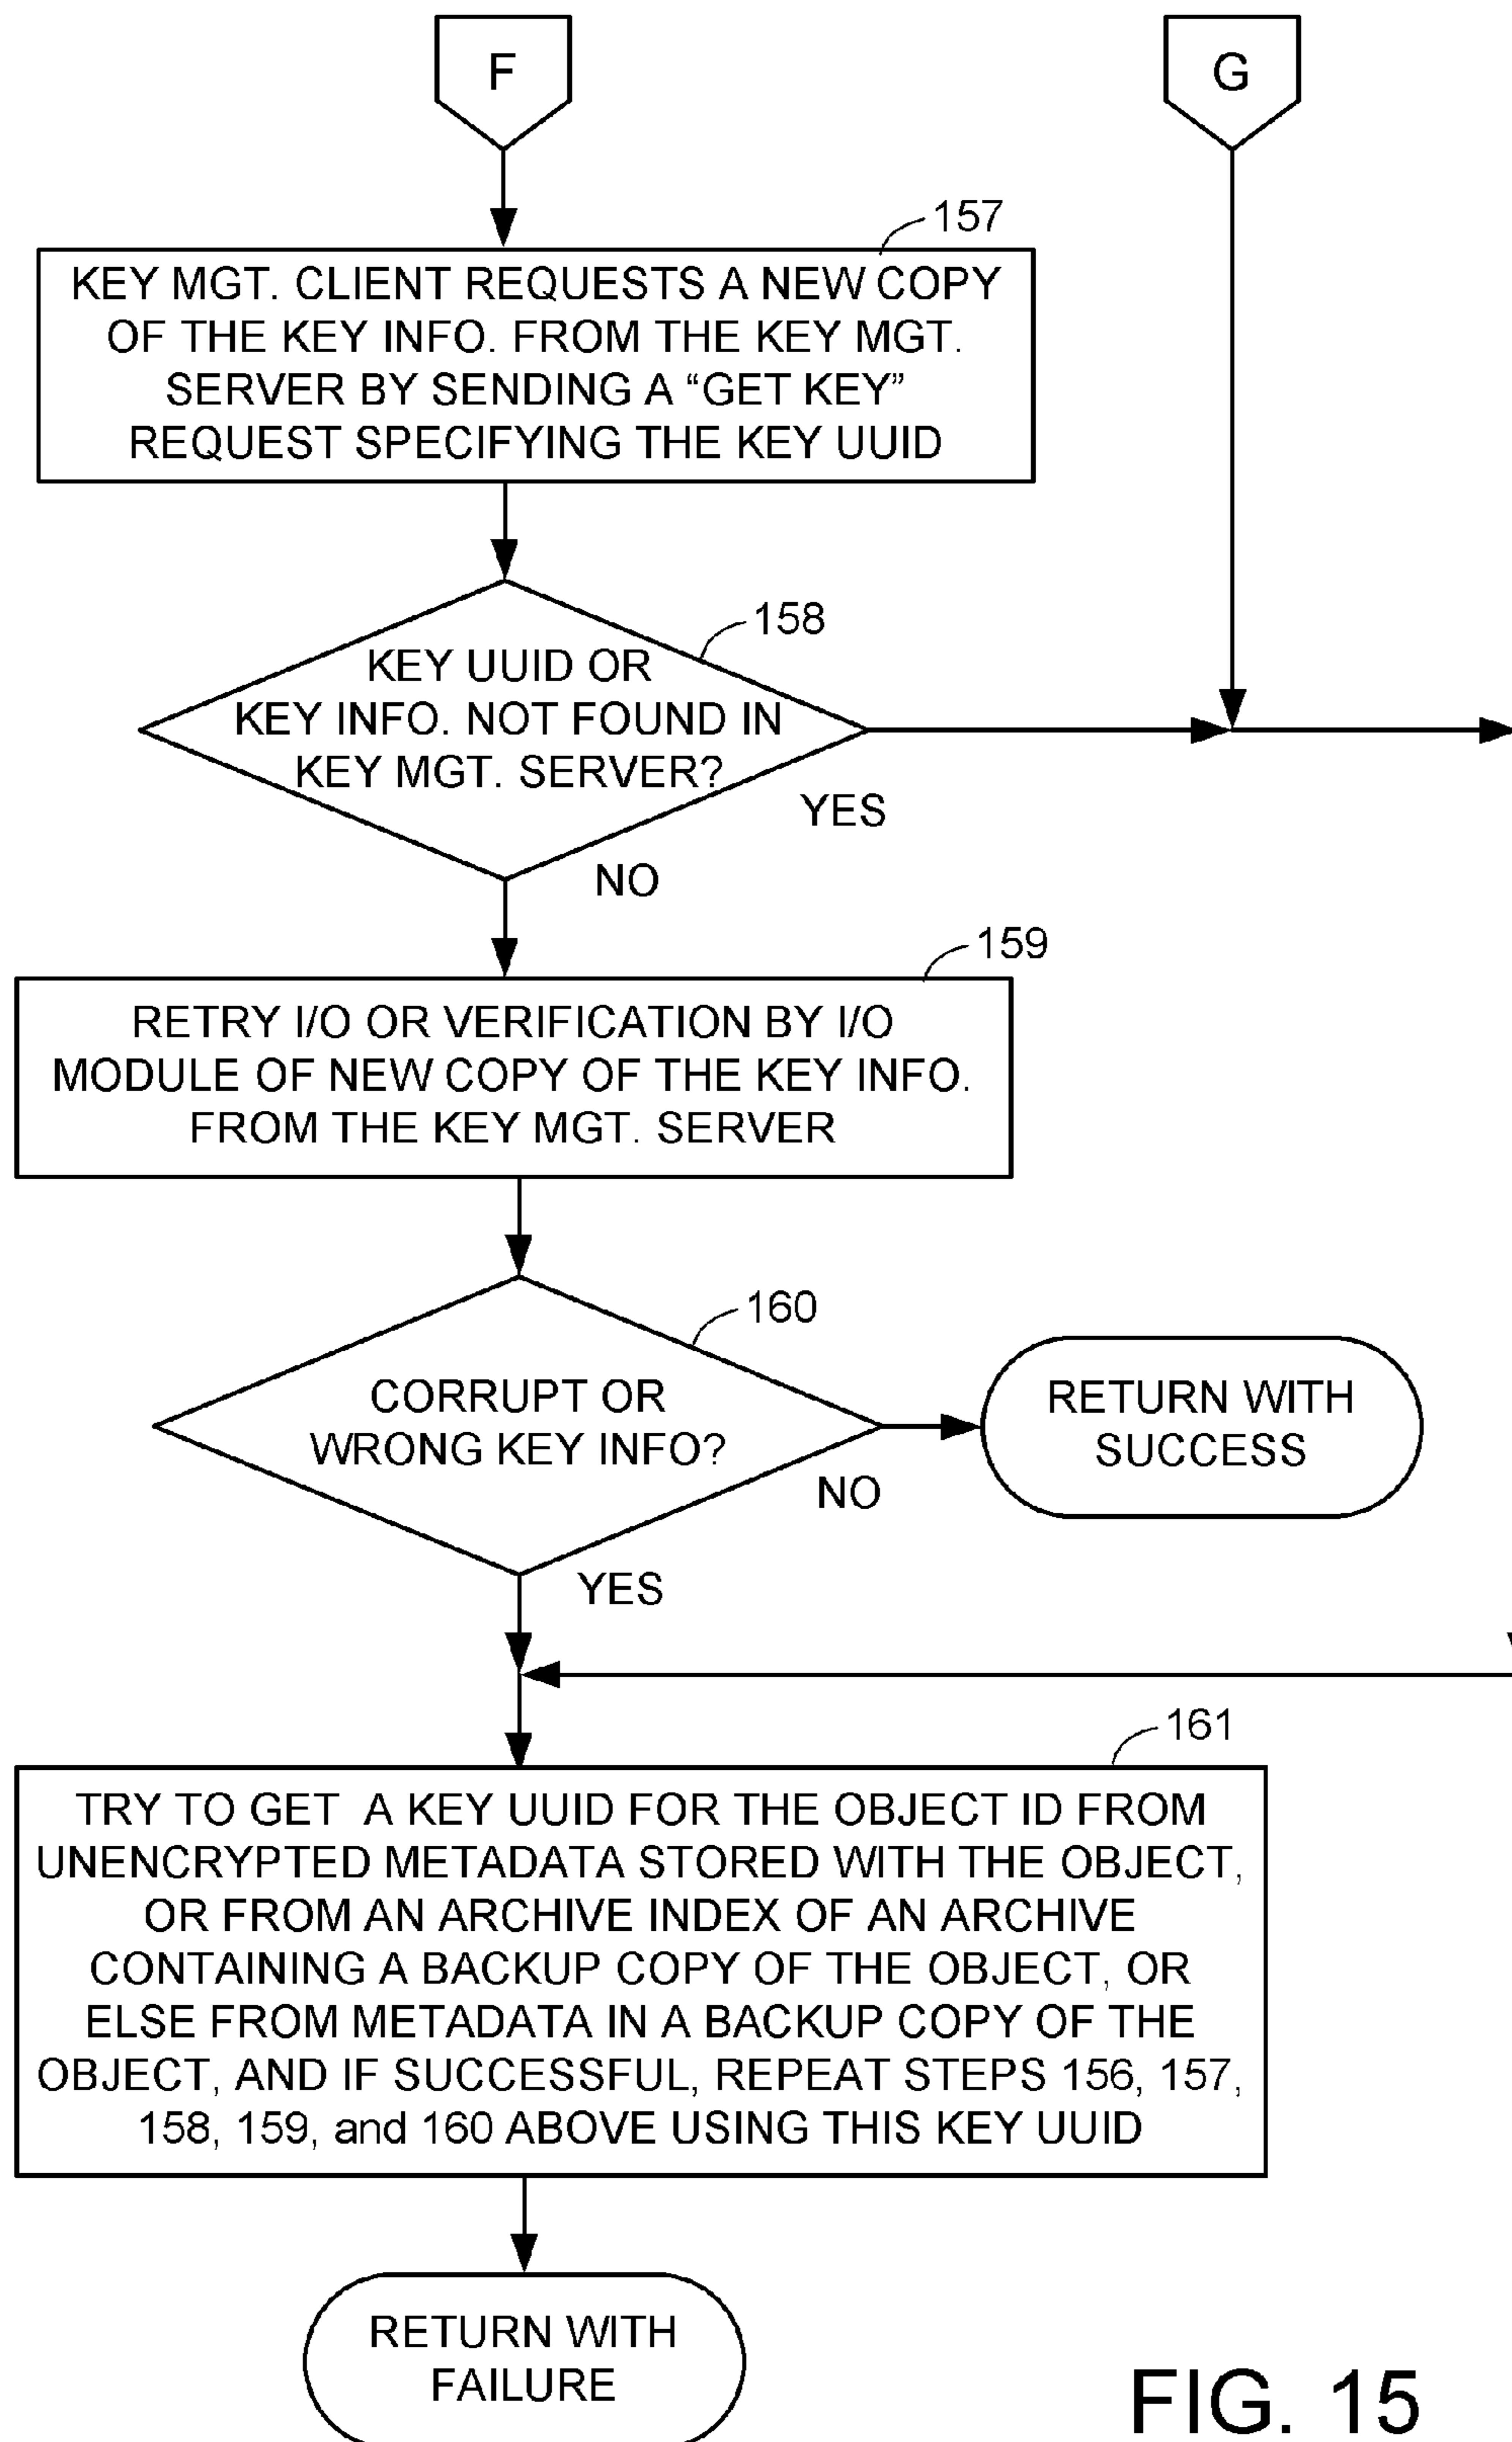 F
G
157
KEY MGT. CLIENT REQUESTS A NEW COPY
OF THE KEY INFO. FROM THE KEY MGT.
SERVER BY SENDING A “GET KEY”
REQUEST SPECIFYING THE KEY UUID
158
KEY UUID OR
KEY INFO. NOT FOUND IN
KEY MGT. SERVER?
YES
NO
159
RETRY I/O OR VERIFICATION BY I/O
MODULE OF NEW COPY OF THE KEY INFO.
FROM THE KEY MGT. SERVER
160
CORRUPT OR
WRONG KEY INFO?
NO
RETURN WITH
SUCCESS
YES
161
TRY TO GET A KEY UUID FOR THE OBJECT ID FROM
UNENCRYPTED METADATA STORED WITH THE OBJECT,
OR FROM AN ARCHIVE INDEX OF AN ARCHIVE
CONTAINING A BACKUP COPY OF THE OBJECT, OR
ELSE FROM METADATA IN A BACKUP COPY OF THE
OBJECT, AND IF SUCCESSFUL, REPEAT STEPS 156, 157,
158, 159, and 160 ABOVE USING THIS KEY UUID
RETURN WITH
FAILURE
FIG. 15